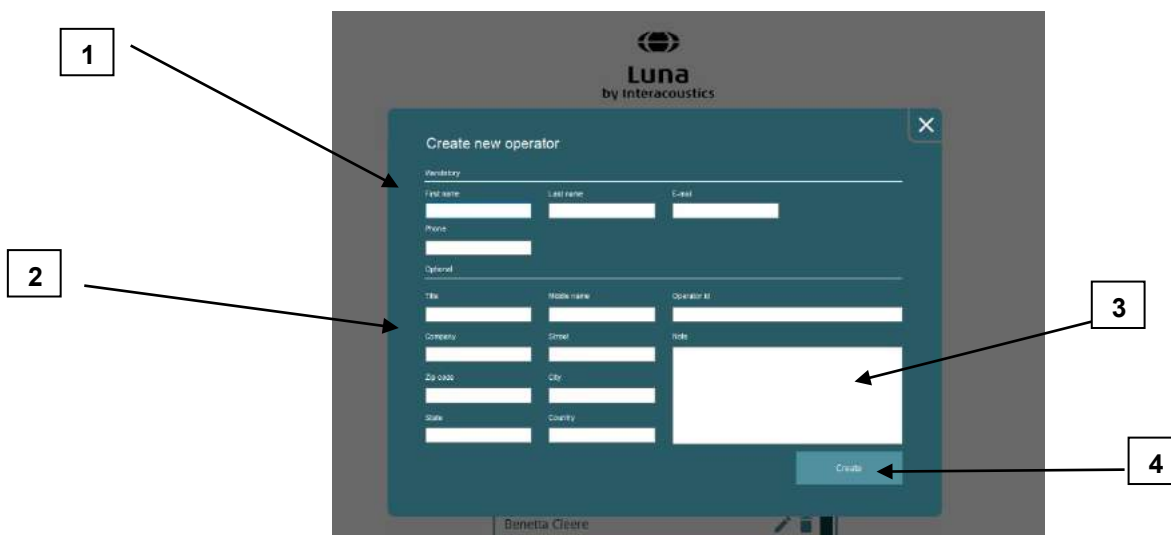 1
Luna
by Interacoustics
Create new operator
Mandatory
First name Last name E-mail
Phone
2
Optional
Title Middle name Operator Id
3
Company Street Note
Zip code City
State Country
Create
4
Benetta Cleere